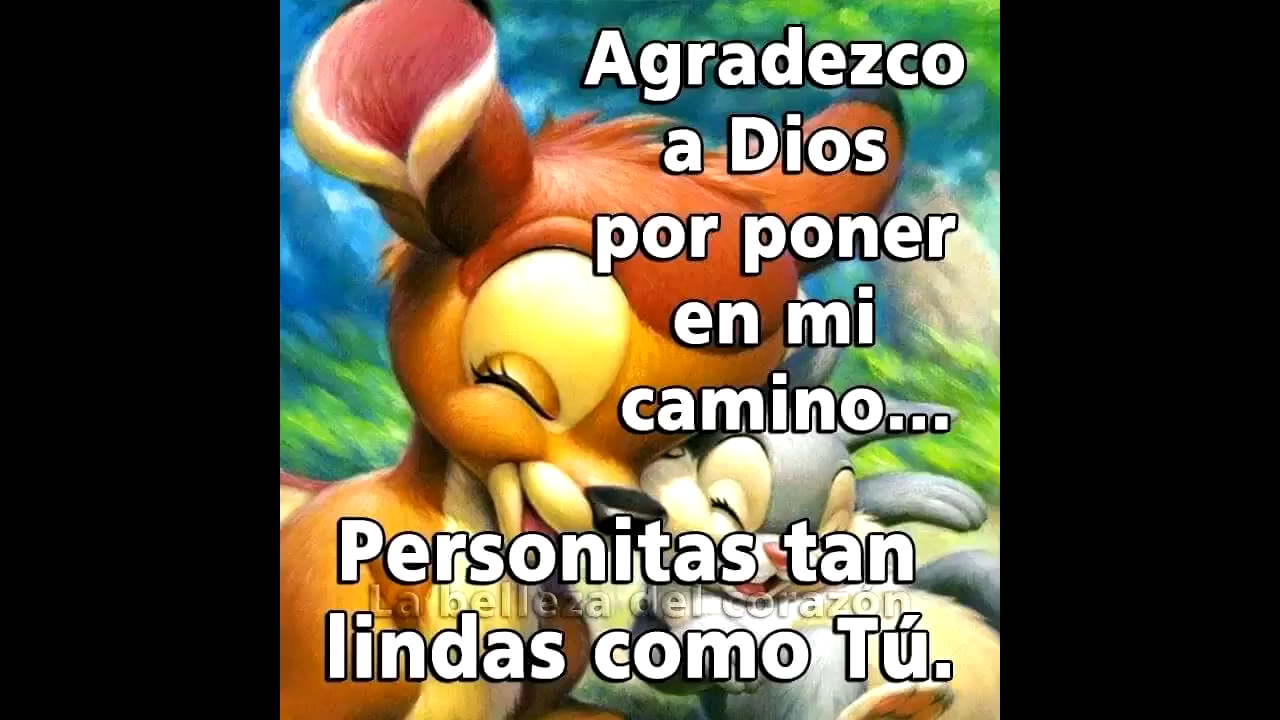 Agradezco
a Dios
por poner
en mi
camino...
Personitas tan
La belleza del corazón
lindas como Tú.